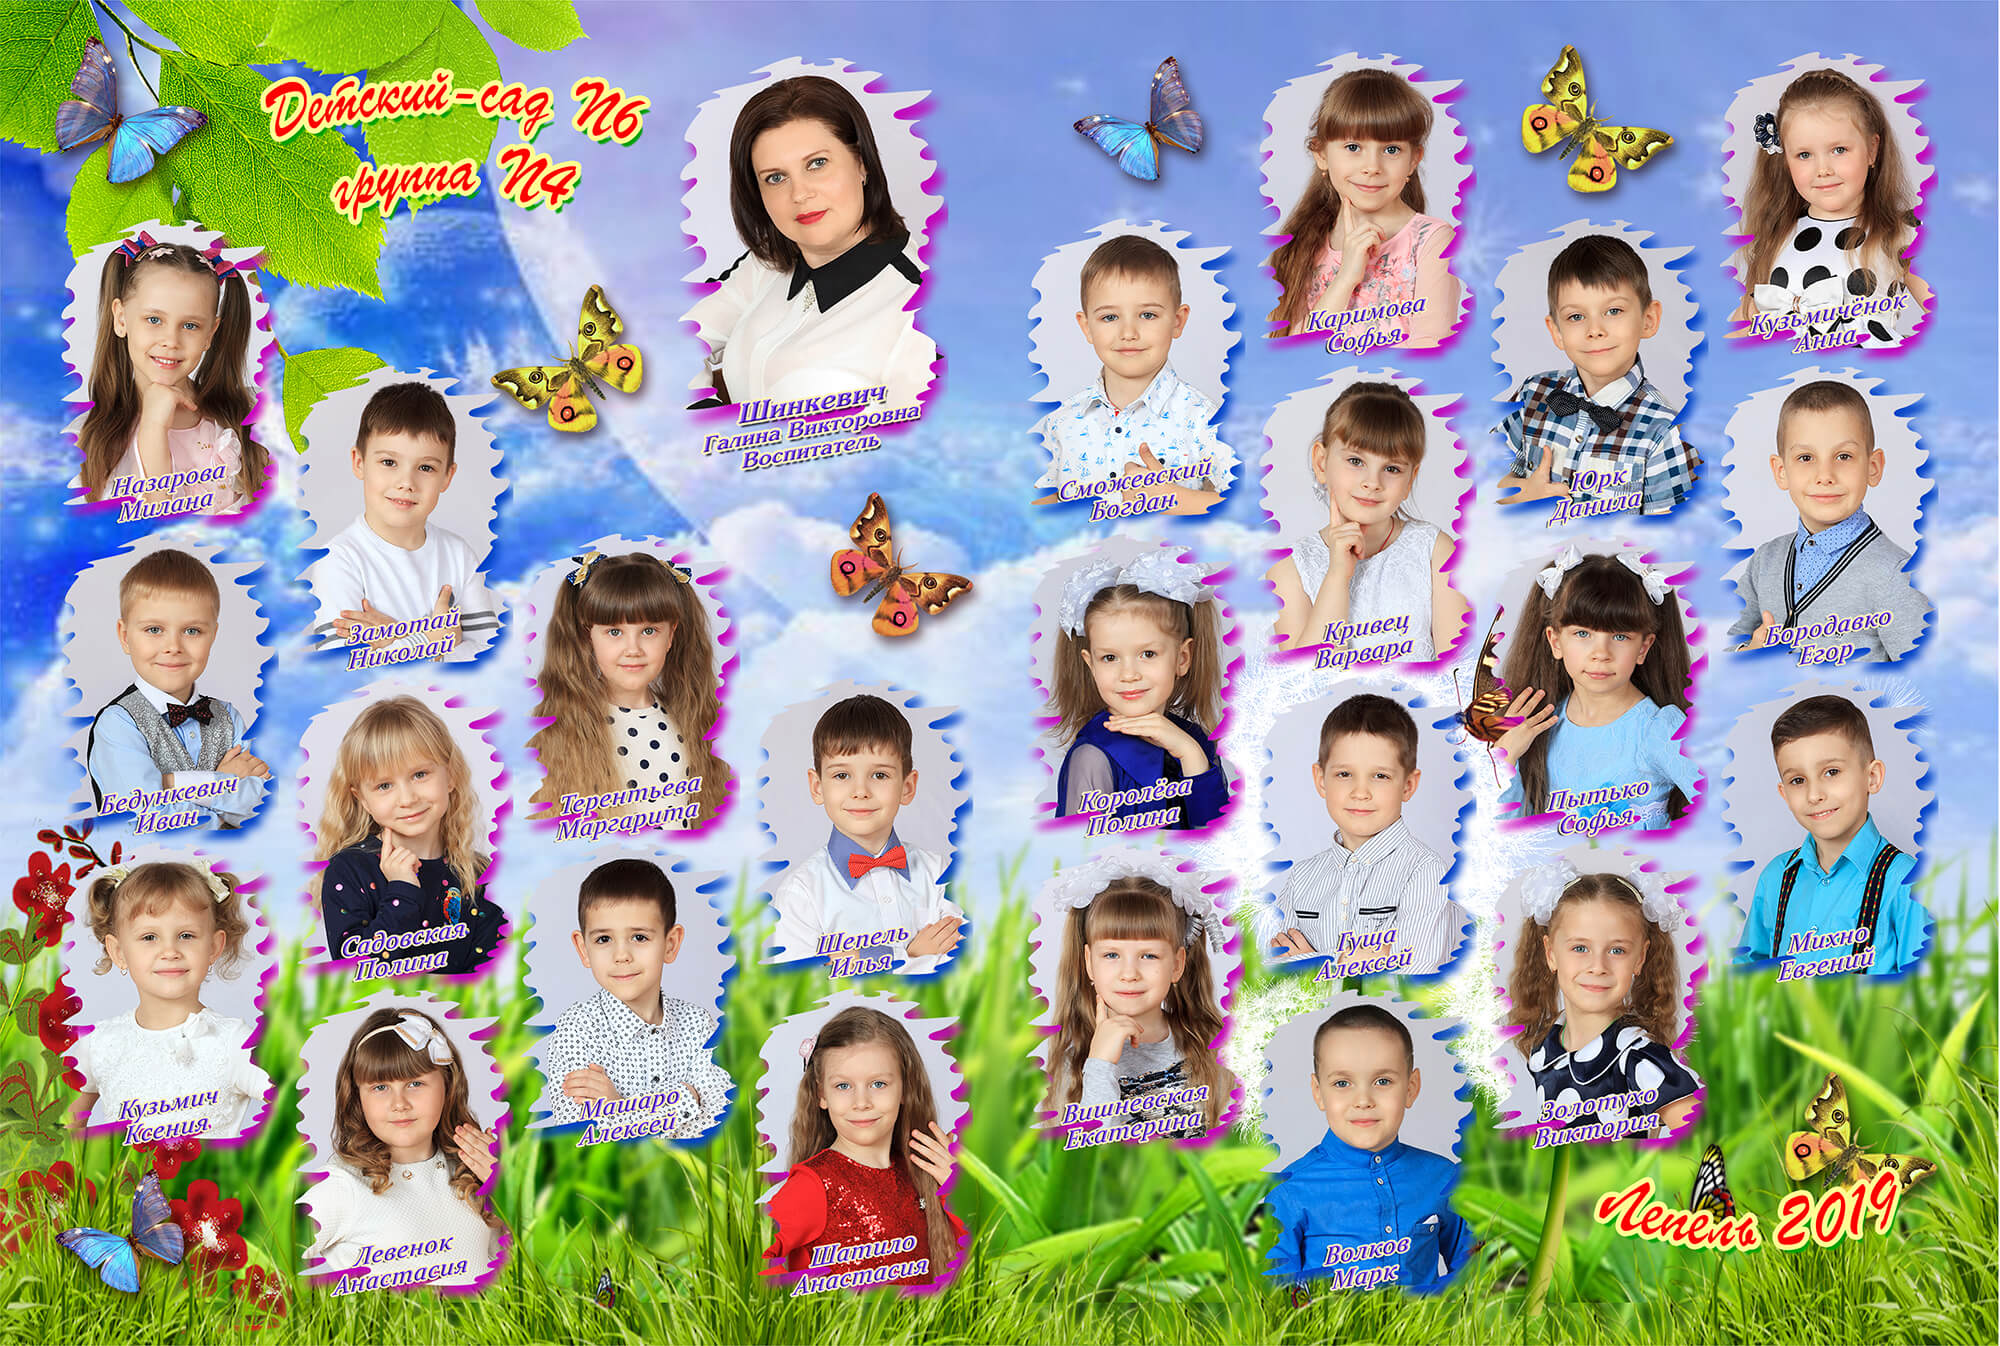 Детский-сад N6
группа N4
Шинкевич
Галина Викторовна
Воспитатель
Назарова
Милана
Замотай
Николай
Бедункевич
Иван
Терентьева
Маргарита
Садовская
Полина
Шепель
Илья
Кузьмич
Ксения
Машаро
Алексей
Левенок
Анастасия
Шатило
Анастасия
Каримова
Софья
Кузьмичёнок
Анна
Сможевский
Богдан
Юрк
Данила
Кривец
Варвара
Бородавко
Егор
Королёва
Полина
Пытько
Софья
Гуща
Алексей
Михно
Евгений
Вишневская
Екатерина
Золотухо
Виктория
Волков
Марк
Лепель 2019